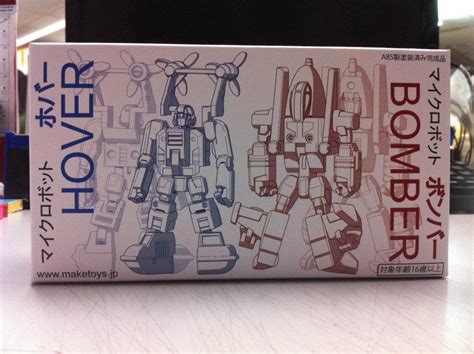 マイクロボット
ホバー
HOVER
www.maketoys.jp
ABS製塗装済み完成品
マイクロボット
ボンバー
BOMBER
対象年齢16歳以上